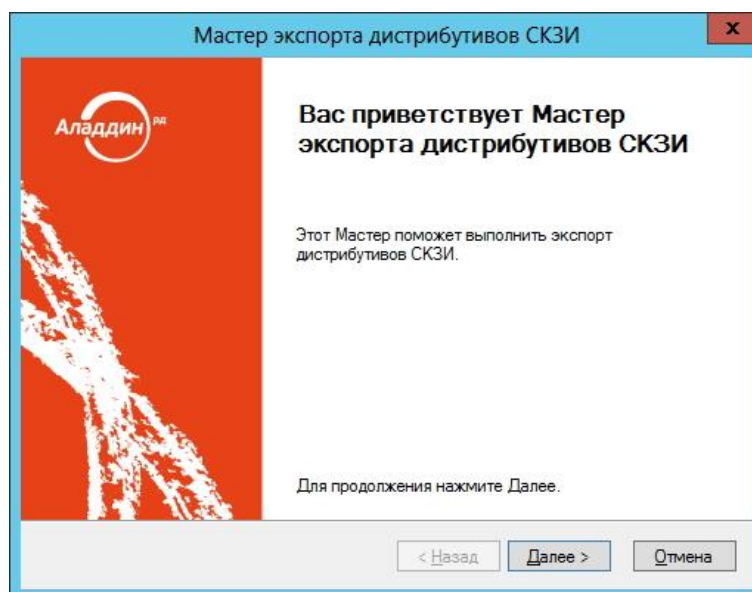 Мастер экспорта дистрибутивов СКЗИ
x
Аладдин РД
Вас приветствует Мастер
экспорта дистрибутивов СКЗИ
Этот Мастер поможет выполнить экспорт
дистрибутивов СКЗИ.
Для продолжения нажмите Далее.
< Назад
Далее >
Отмена